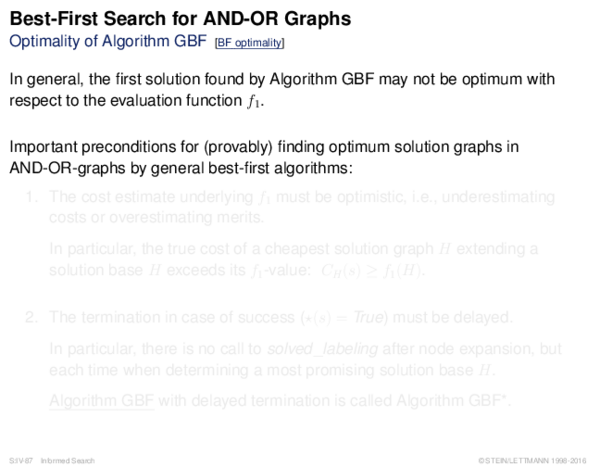 Best-First Search for AND-OR Graphs
Optimality of Algorithm GBF [BF optimality]
In general, the first solution found by Algorithm GBF may not be optimum with
respect to the evaluation function f₁.
Important preconditions for (provably) finding optimum solution graphs in
AND-OR-graphs by general best-first algorithms:
1. The cost estimate underlying f₁ must be optimistic, i.e., underestimating
costs or overestimating merits.
In particular, the true cost of a cheapest solution graph H extending a
solution base H exceeds its f₁-value: C_H(s) ≥ f₁(H).
2. The termination in case of success (⋆(s) = True) must be delayed.
In particular, there is no call to solved_labeling after node expansion, but
each time when determining a most promising solution base H.
Algorithm GBF with delayed termination is called Algorithm GBF*.
S:IV-87 Informed Search
© STEIN/LETTMANN 1998-2016